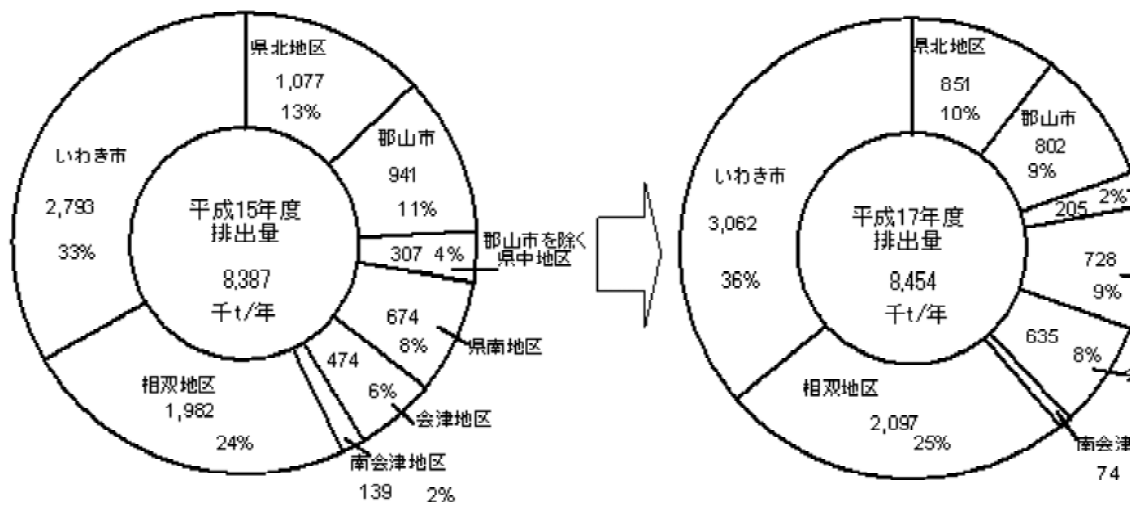 県北地区
1,077
13%
郡山市
941
11%
郡山市を除く
県中地区
307 4%
674
8%
県南地区
474
6%
会津地区
南会津地区
139 2%
相双地区
1,982
24%
いわき市
2,793
33%
平成15年度
排出量
8,387
千t/年
県北地区
851
10%
郡山市
802
9%
205 2%
728
9%
635
8%
南会津
74
相双地区
2,097
25%
いわき市
3,062
36%
平成17年度
排出量
8,454
千t/年